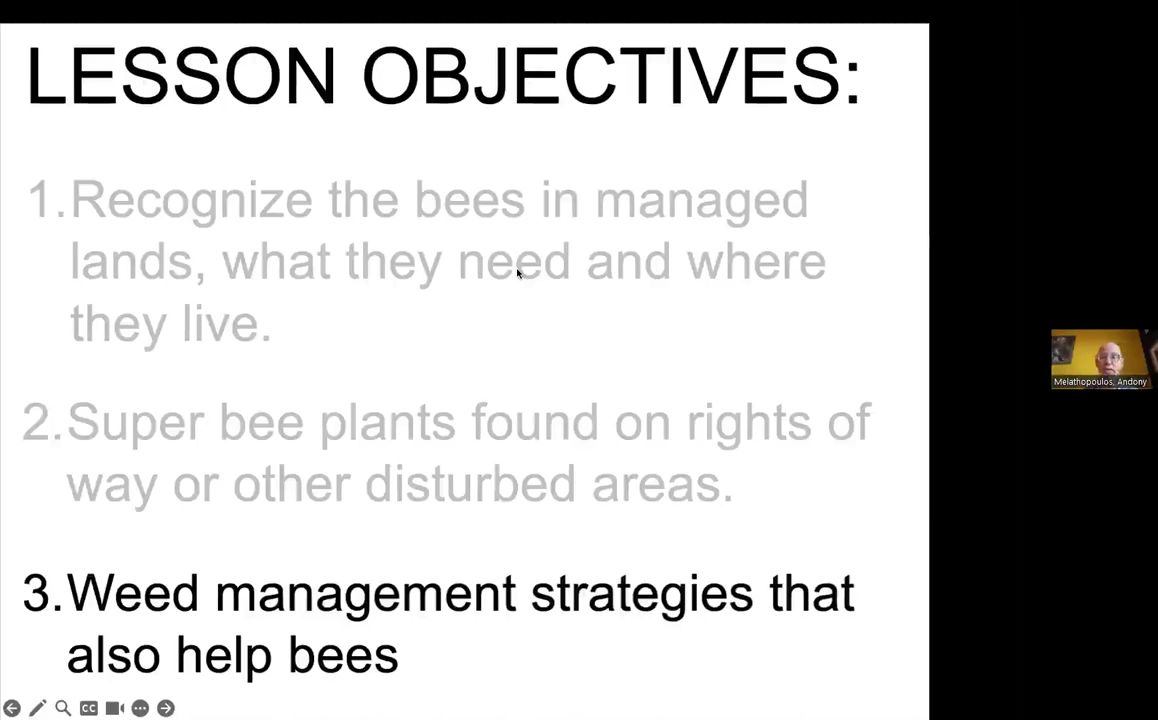 LESSON OBJECTIVES:
1.Recognize the bees in managed
lands, what they need and where
they live.
2.Super bee plants found on rights of
way or other disturbed areas.
3.Weed management strategies that
also help bees
Melathopoulos, Andony
CC